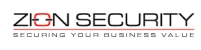 ZION SECURITY
SECURING YOUR BUSINESS VALUE